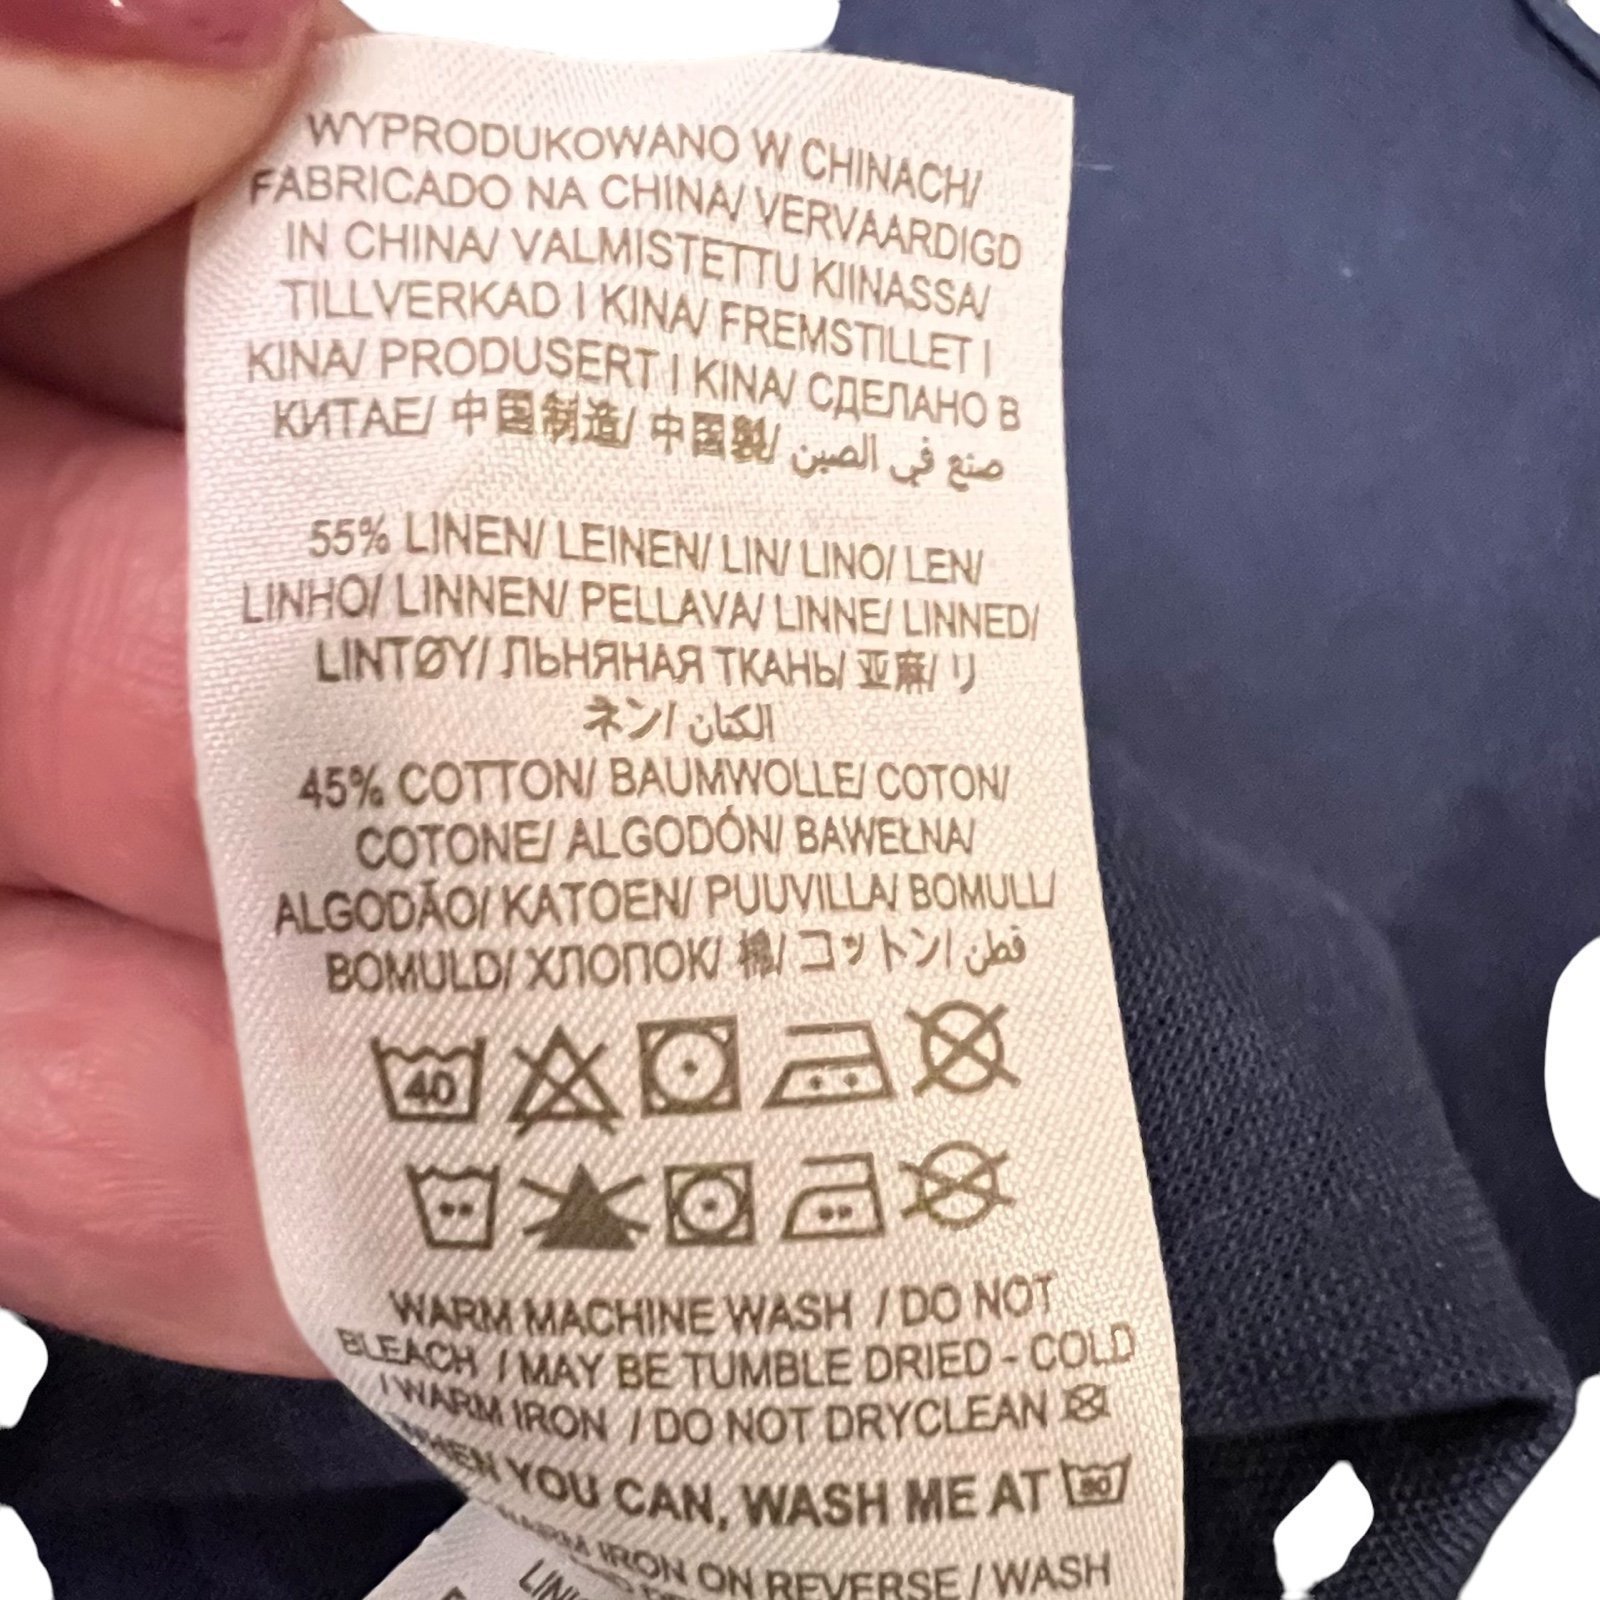 WYPRODUKOWANO W CHINACH/
FABRICADO NA CHINA/ VERVAARDIGD
IN CHINA/ VALMISTETTU KIINASSA/
TILLVERKAD I KINA/ FREMSTILLET I
KINA/ PRODUSERT I KINA/ СДЕЛАНО В
КИТАЕ/ 中国制造/ 中国製/ صنع في الصين
55% LINEN/ LEINEN/ LIN/ LINO/ LEN/
LINHO/ LINNEN/ PELLAVA/ LINNE/ LINNED/
LINTØY/ ЛЬНЯНАЯ ТКАНЬ/ 亚麻/ リ
ネン/ الكتان
45% COTTON/ BAUMWOLLE/ COTON/
COTONE/ ALGODÓN/ BAWEŁNA/
ALGODÃO/ KATOEN/ PUUVILLA/ BOMULL/
BOMULD/ ХЛОПОК/ 棉/ コットン/ قطن
40
WARM MACHINE WASH / DO NOT
BLEACH / MAY BE TUMBLE DRIED - COLD
/ WARM IRON / DO NOT DRYCLEAN
WHEN YOU CAN, WASH ME AT 30
WARM IRON ON REVERSE / WASH